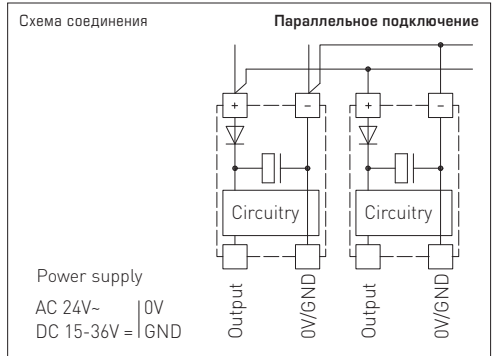 Схема соединения
Параллельное подключение
+ − + −
Circuitry Circuitry
Power supply
AC 24V~ 0V
DC 15-36V = GND
Output
0V/GND
Output
0V/GND